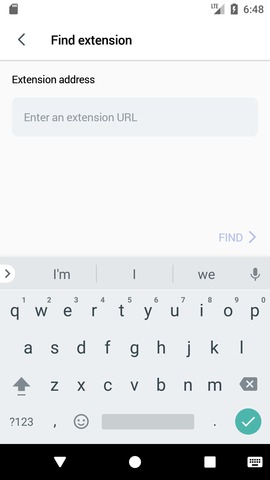 LTE 6:48
Find extension
Extension address
Enter an extension URL
FIND
I'm I we
1 2 3 4 5 6 7 8 9 0
q w e r t y u i o p
a s d f g h j k l
z x c v b n m
?123 , .